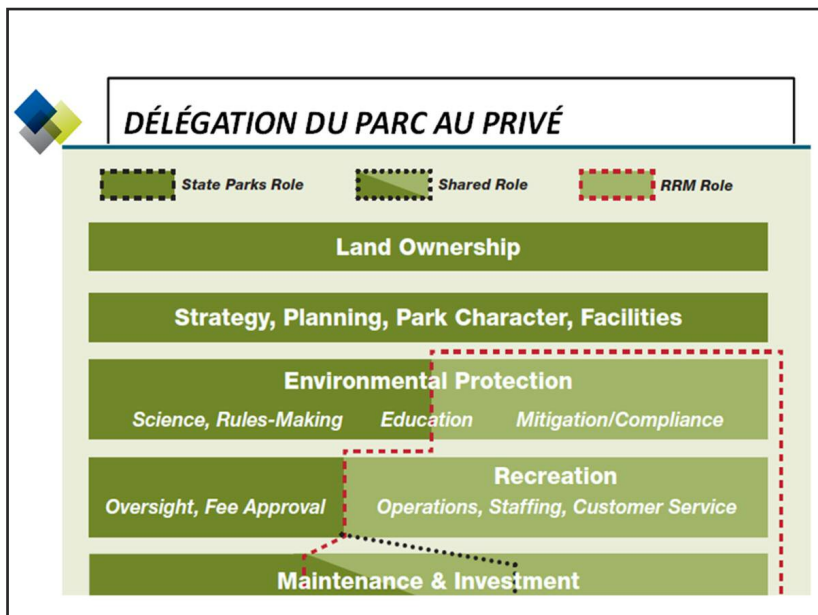 DÉLÉGATION DU PARC AU PRIVÉ
State Parks Role Shared Role RRM Role
Land Ownership
Strategy, Planning, Park Character, Facilities
Environmental Protection
Science, Rules-Making Education Mitigation/Compliance
Recreation
Oversight, Fee Approval Operations, Staffing, Customer Service
Maintenance & Investment